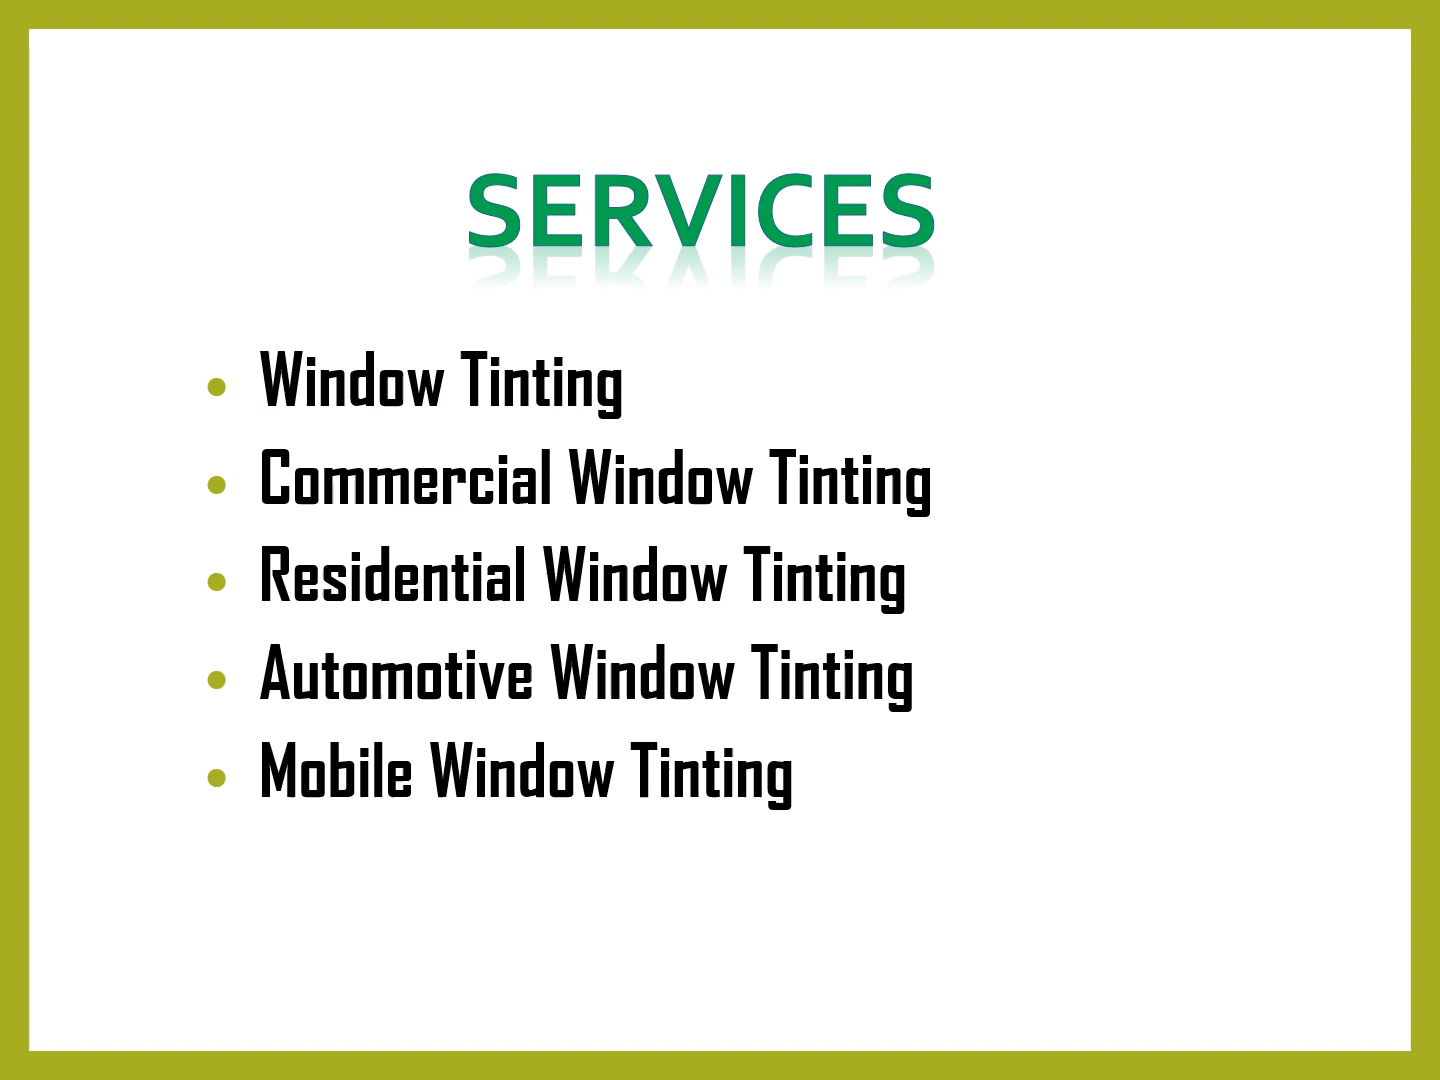 SERVICES
• Window Tinting
• Commercial Window Tinting
• Residential Window Tinting
• Automotive Window Tinting
• Mobile Window Tinting